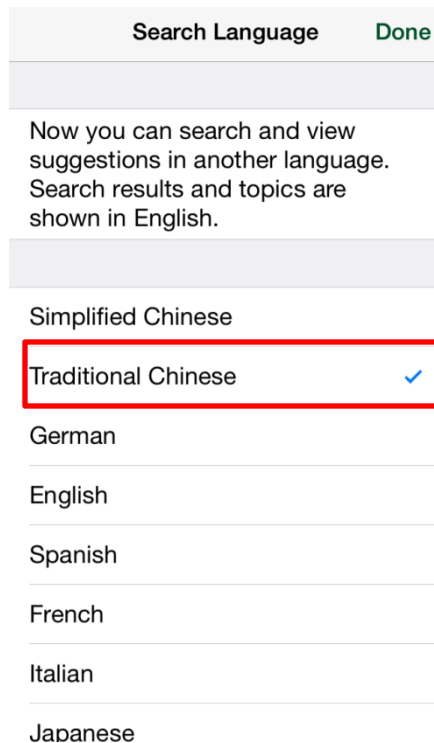 Search Language Done
Now you can search and view
suggestions in another language.
Search results and topics are
shown in English.
Simplified Chinese
Traditional Chinese
German
English
Spanish
French
Italian
Japanese